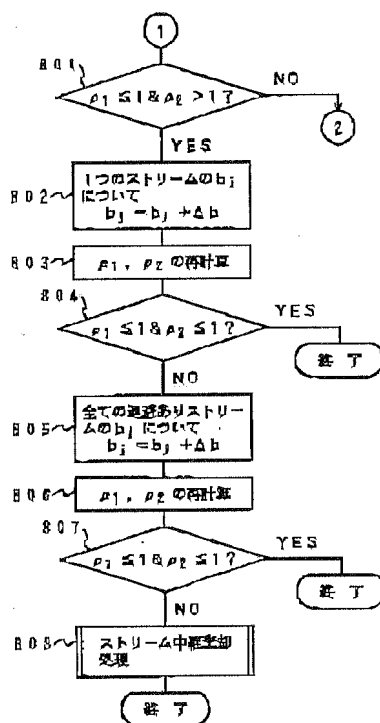 1
801
ρ₁ ≤ 1 & ρ₂ > 1 ?
NO
2
YES
802
1つのストリームのbⱼ
について
bⱼ = bⱼ + Δb
803
ρ₁, ρ₂ の再計算
804
ρ₁ ≤ 1 & ρ₂ ≤ 1 ?
YES
終了
NO
805
全ての
ありストリー
ムのbⱼ について
bⱼ = bⱼ + Δb
806
ρ₁, ρ₂ の再計算
807
ρ₁ ≤ 1 & ρ₂ ≤ 1 ?
YES
終了
NO
808
ストリーム中継棄却
処理
終了